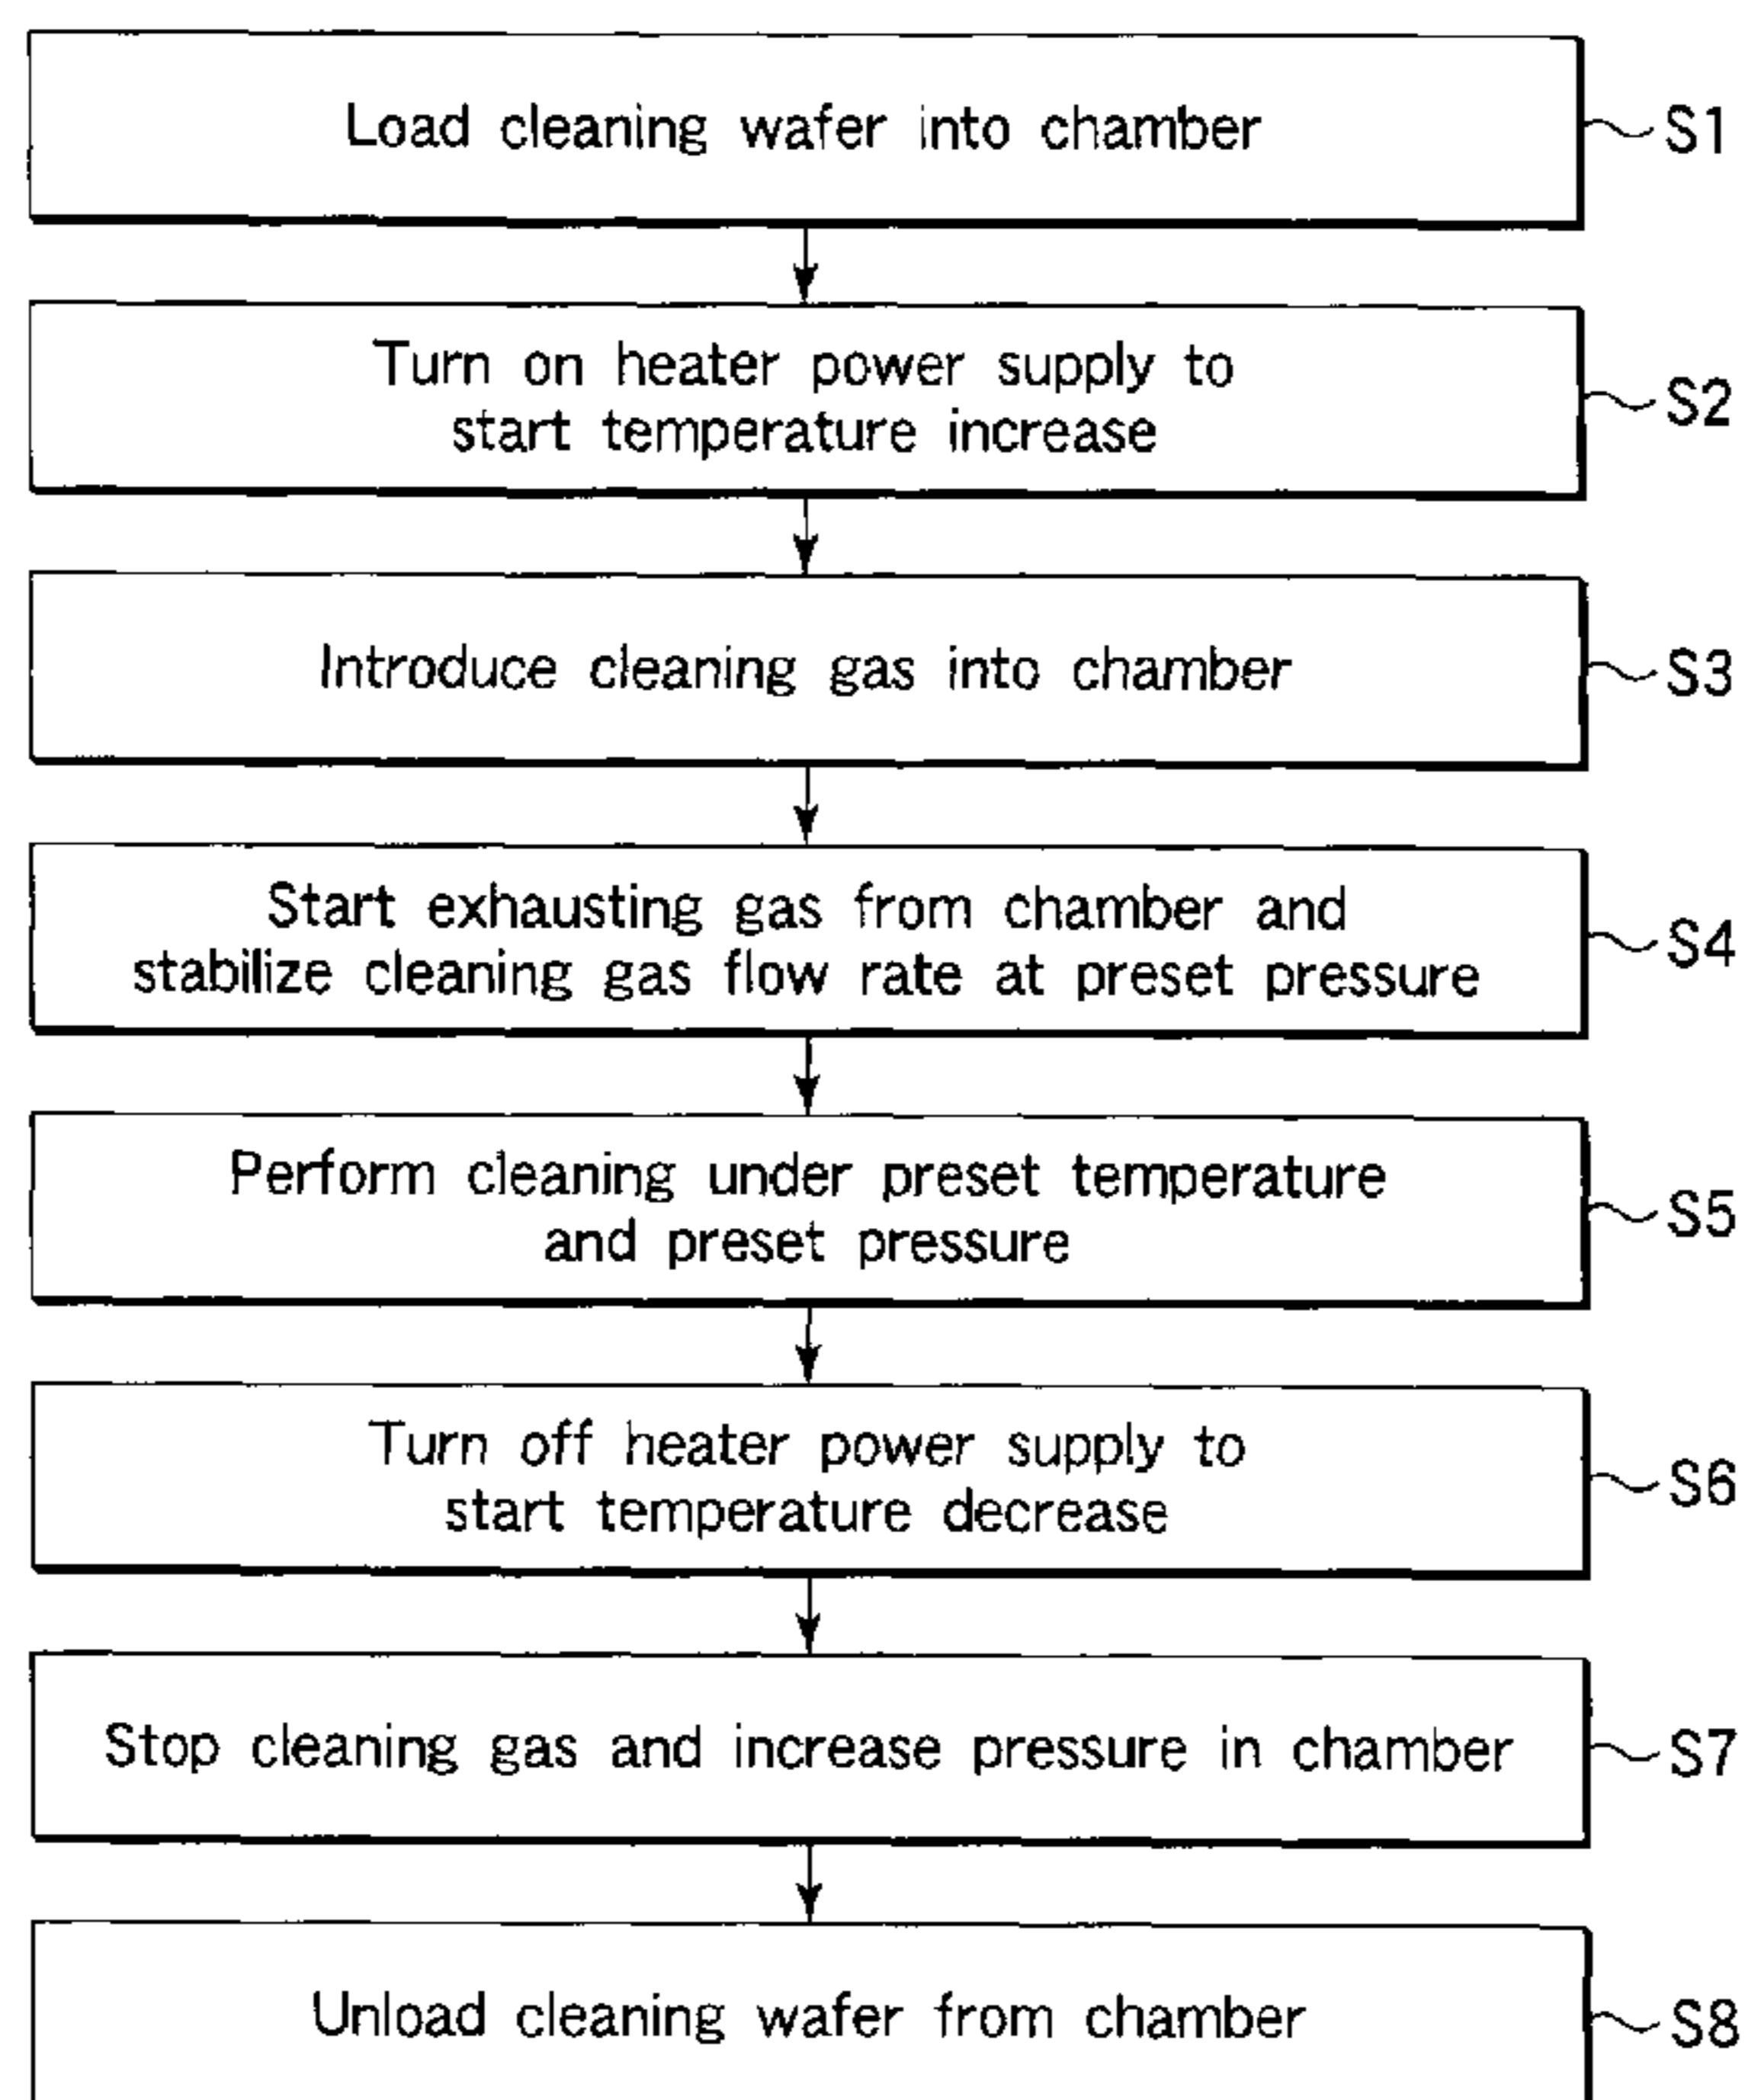 Load cleaning wafer into chamber
S1
Turn on heater power supply to
start temperature increase
S2
Introduce cleaning gas into chamber
S3
Start exhausting gas from chamber and
stabilize cleaning gas flow rate at preset pressure
S4
Perform cleaning under preset temperature
and preset pressure
S5
Turn off heater power supply to
start temperature decrease
S6
Stop cleaning gas and increase pressure in chamber
S7
Unload cleaning wafer from chamber
S8